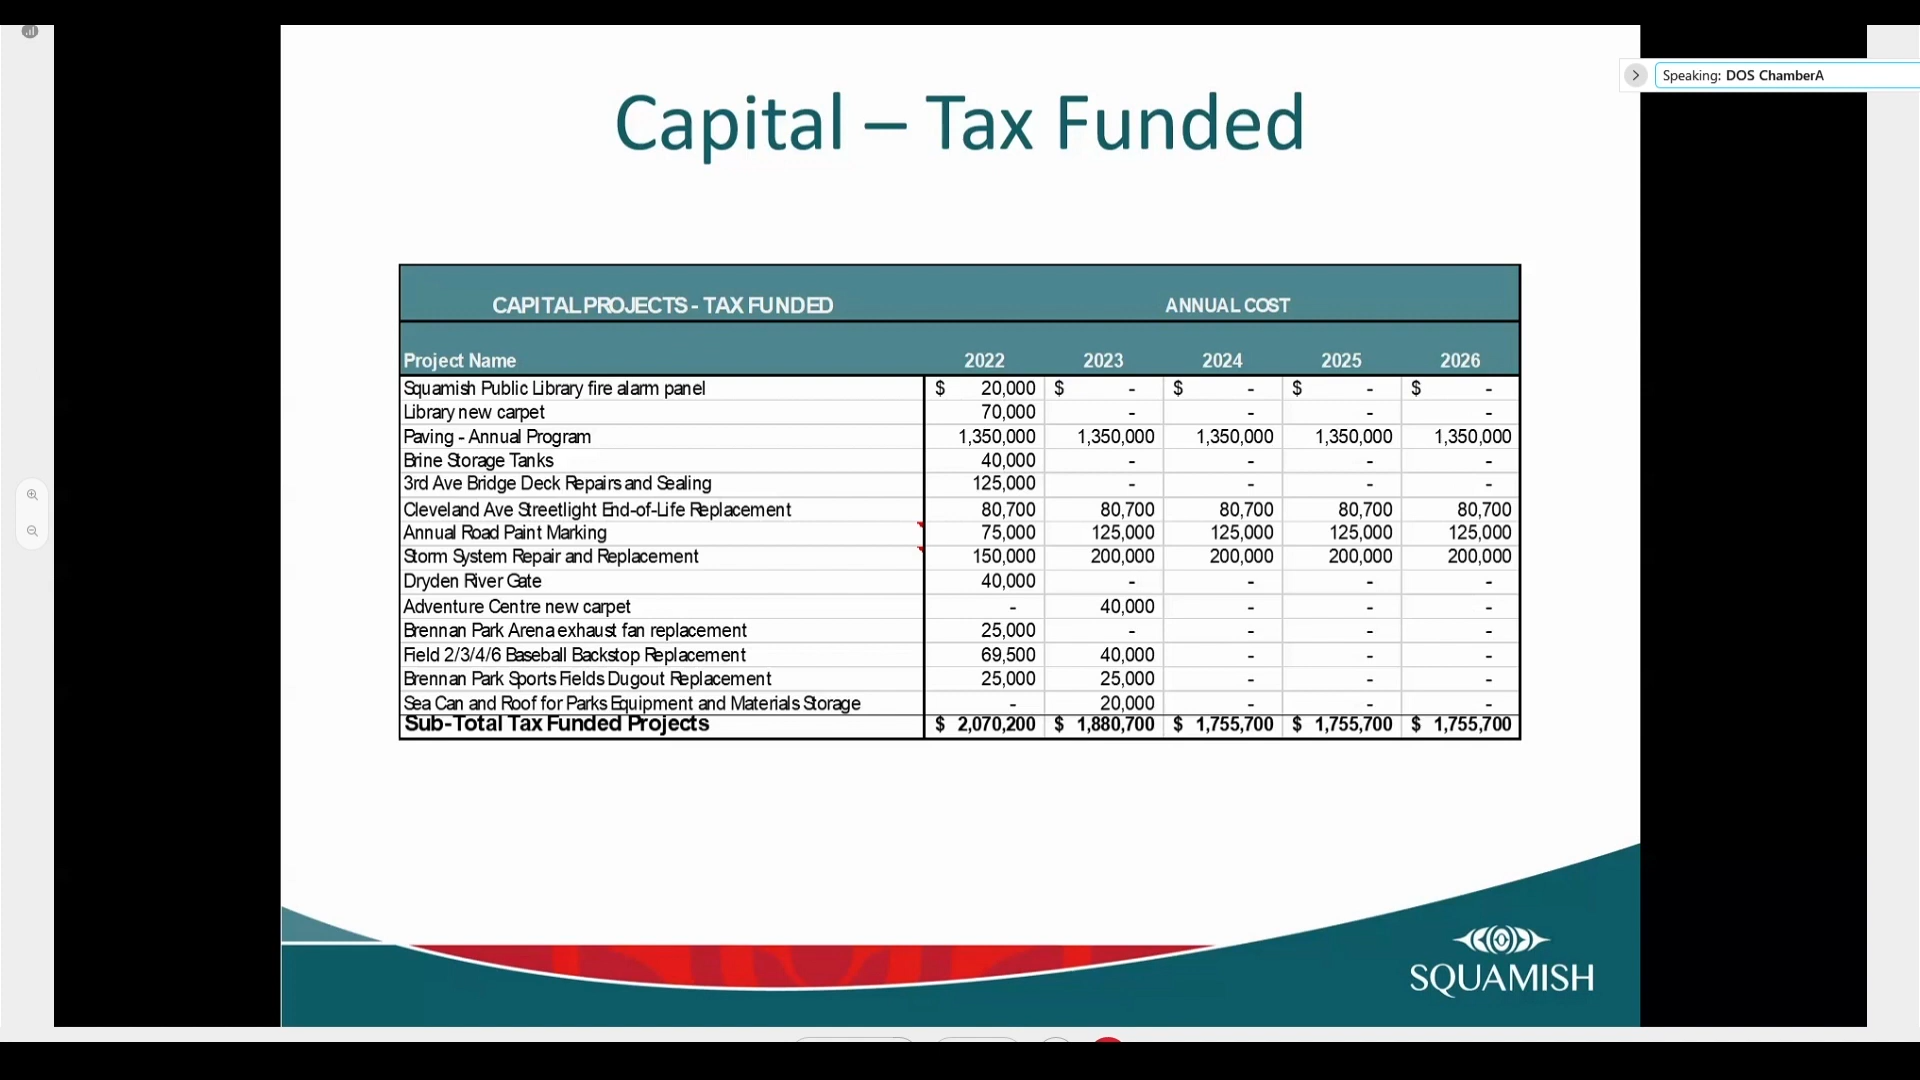 Speaking: DOS ChamberA
Capital – Tax Funded
CAPITAL PROJECTS - TAX FUNDED ANNUAL COST
Project Name 2022 2023 2024 2025 2026
Squamish Public Library fire alarm panel $ 20,000 $ - $ - $ - $ -
Library new carpet 70,000 - - - -
Paving - Annual Program 1,350,000 1,350,000 1,350,000 1,350,000 1,350,000
Brine Storage Tanks 40,000 - - - -
3rd Ave Bridge Deck Repairs and Sealing 125,000 - - - -
Cleveland Ave Streetlight End-of-Life Replacement 80,700 80,700 80,700 80,700 80,700
Annual Road Paint Marking 75,000 125,000 125,000 125,000 125,000
Storm System Repair and Replacement 150,000 200,000 200,000 200,000 200,000
Dryden River Gate 40,000 - - - -
Adventure Centre new carpet - 40,000 - - -
Brennan Park Arena exhaust fan replacement 25,000 - - - -
Field 2/3/4/6 Baseball Backstop Replacement 69,500 40,000 - - -
Brennan Park Sports Fields Dugout Replacement 25,000 25,000 - - -
Sea Can and Roof for Parks Equipment and Materials Storage - 20,000 - - -
Sub-Total Tax Funded Projects $ 2,070,200 $ 1,880,700 $ 1,755,700 $ 1,755,700 $ 1,755,700
SQUAMISH